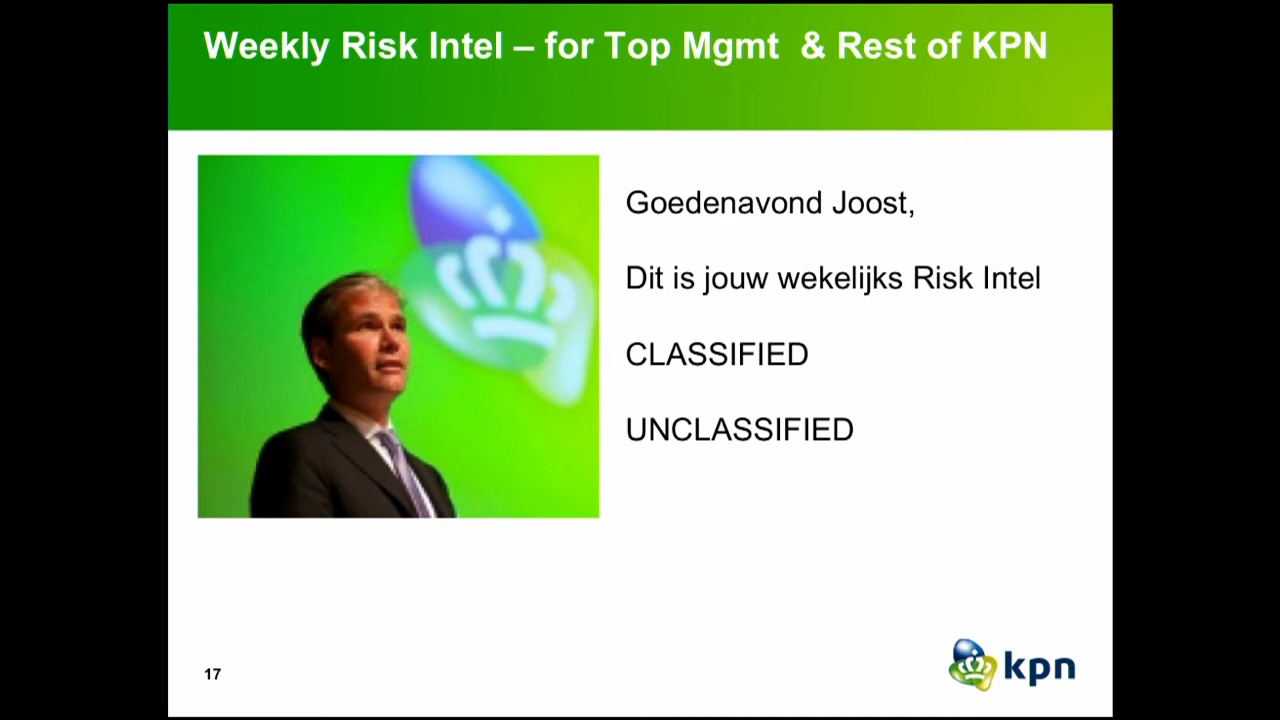 Weekly Risk Intel – for Top Mgmt & Rest of KPN
Goedenavond Joost,
Dit is jouw wekelijks Risk Intel
CLASSIFIED
UNCLASSIFIED
17
kpn